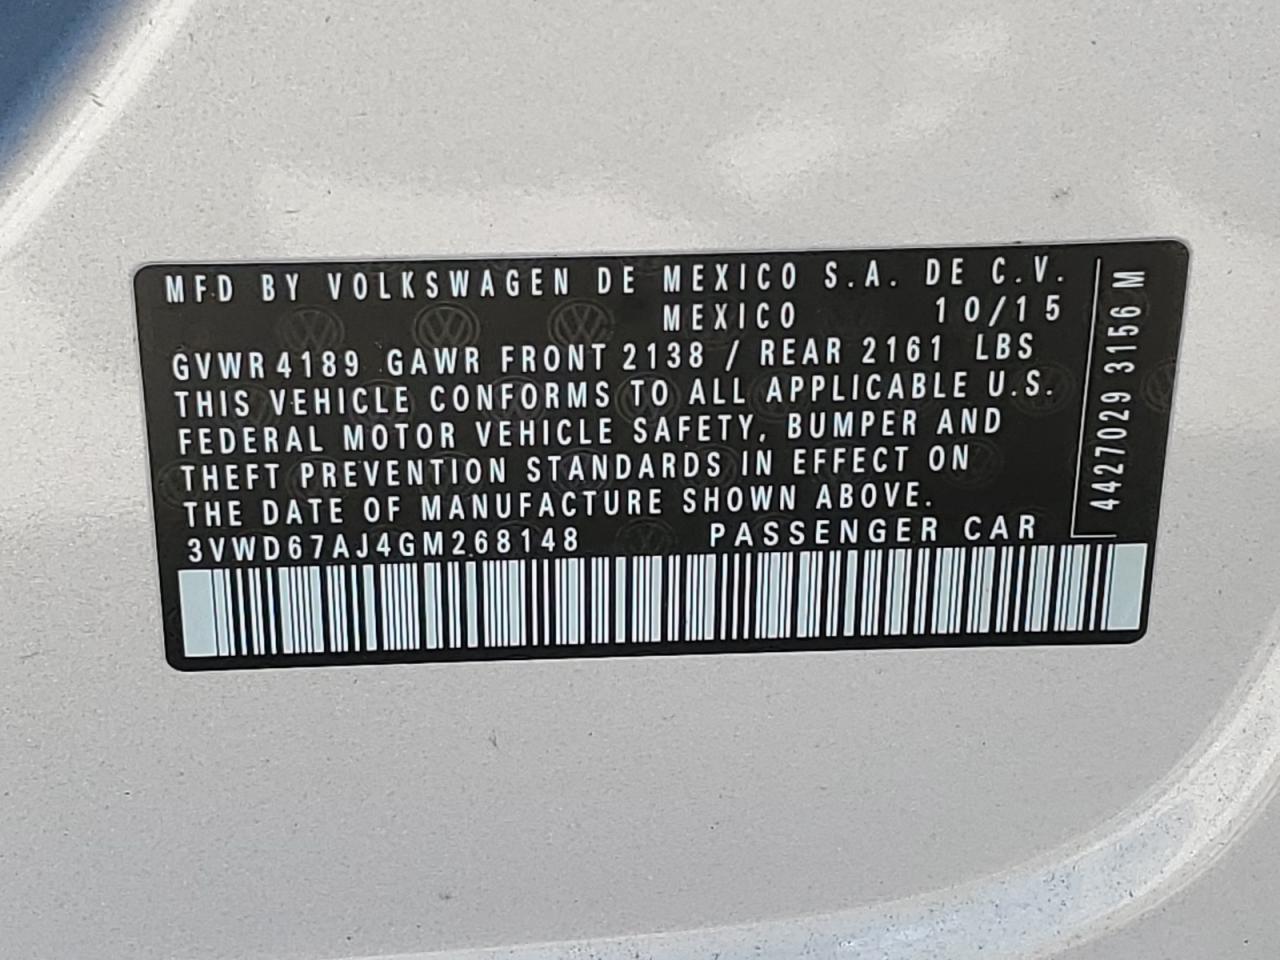 MFD BY VOLKSWAGEN DE MEXICO S.A. DE C.V.
MEXICO 10/15
GVWR 4189 GAWR FRONT 2138 / REAR 2161 LBS
THIS VEHICLE CONFORMS TO ALL APPLICABLE U.S.
FEDERAL MOTOR VEHICLE SAFETY, BUMPER AND
THEFT PREVENTION STANDARDS IN EFFECT ON
THE DATE OF MANUFACTURE SHOWN ABOVE.
3VWD67AJ4GM268148 PASSENGER CAR
4427029 3156 M